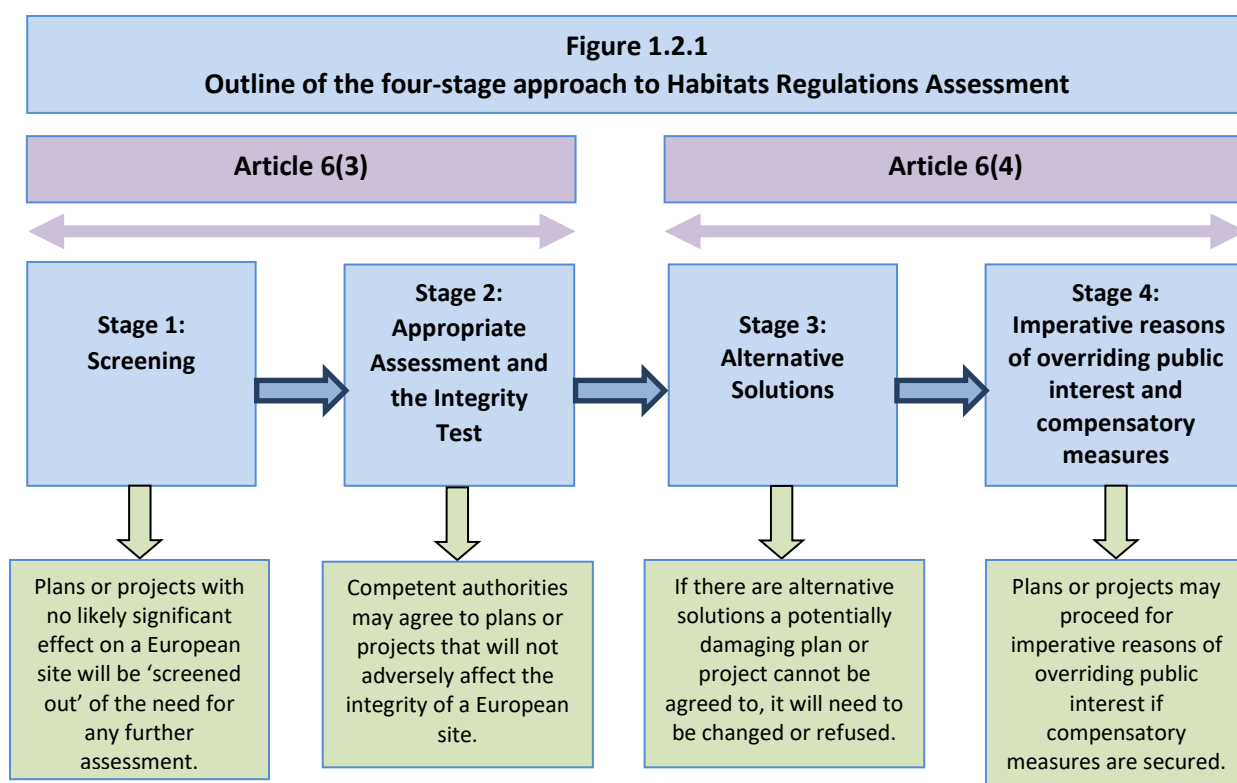 Figure 1.2.1
Outline of the four-stage approach to Habitats Regulations Assessment
Article 6(3)
Article 6(4)
Stage 1:
Screening
Stage 2:
Appropriate
Assessment and
the Integrity
Test
Stage 3:
Alternative
Solutions
Stage 4:
Imperative reasons
of overriding public
interest and
compensatory
measures
Plans or projects with
no likely significant
effect on a European
site will be ‘screened
out’ of the need for
any further
assessment.
Competent authorities
may agree to plans or
projects that will not
adversely affect the
integrity of a European
site.
If there are alternative
solutions a potentially
damaging plan or
project cannot be
agreed to, it will need to
be changed or refused.
Plans or projects may
proceed for
imperative reasons of
overriding public
interest if
compensatory
measures are secured.